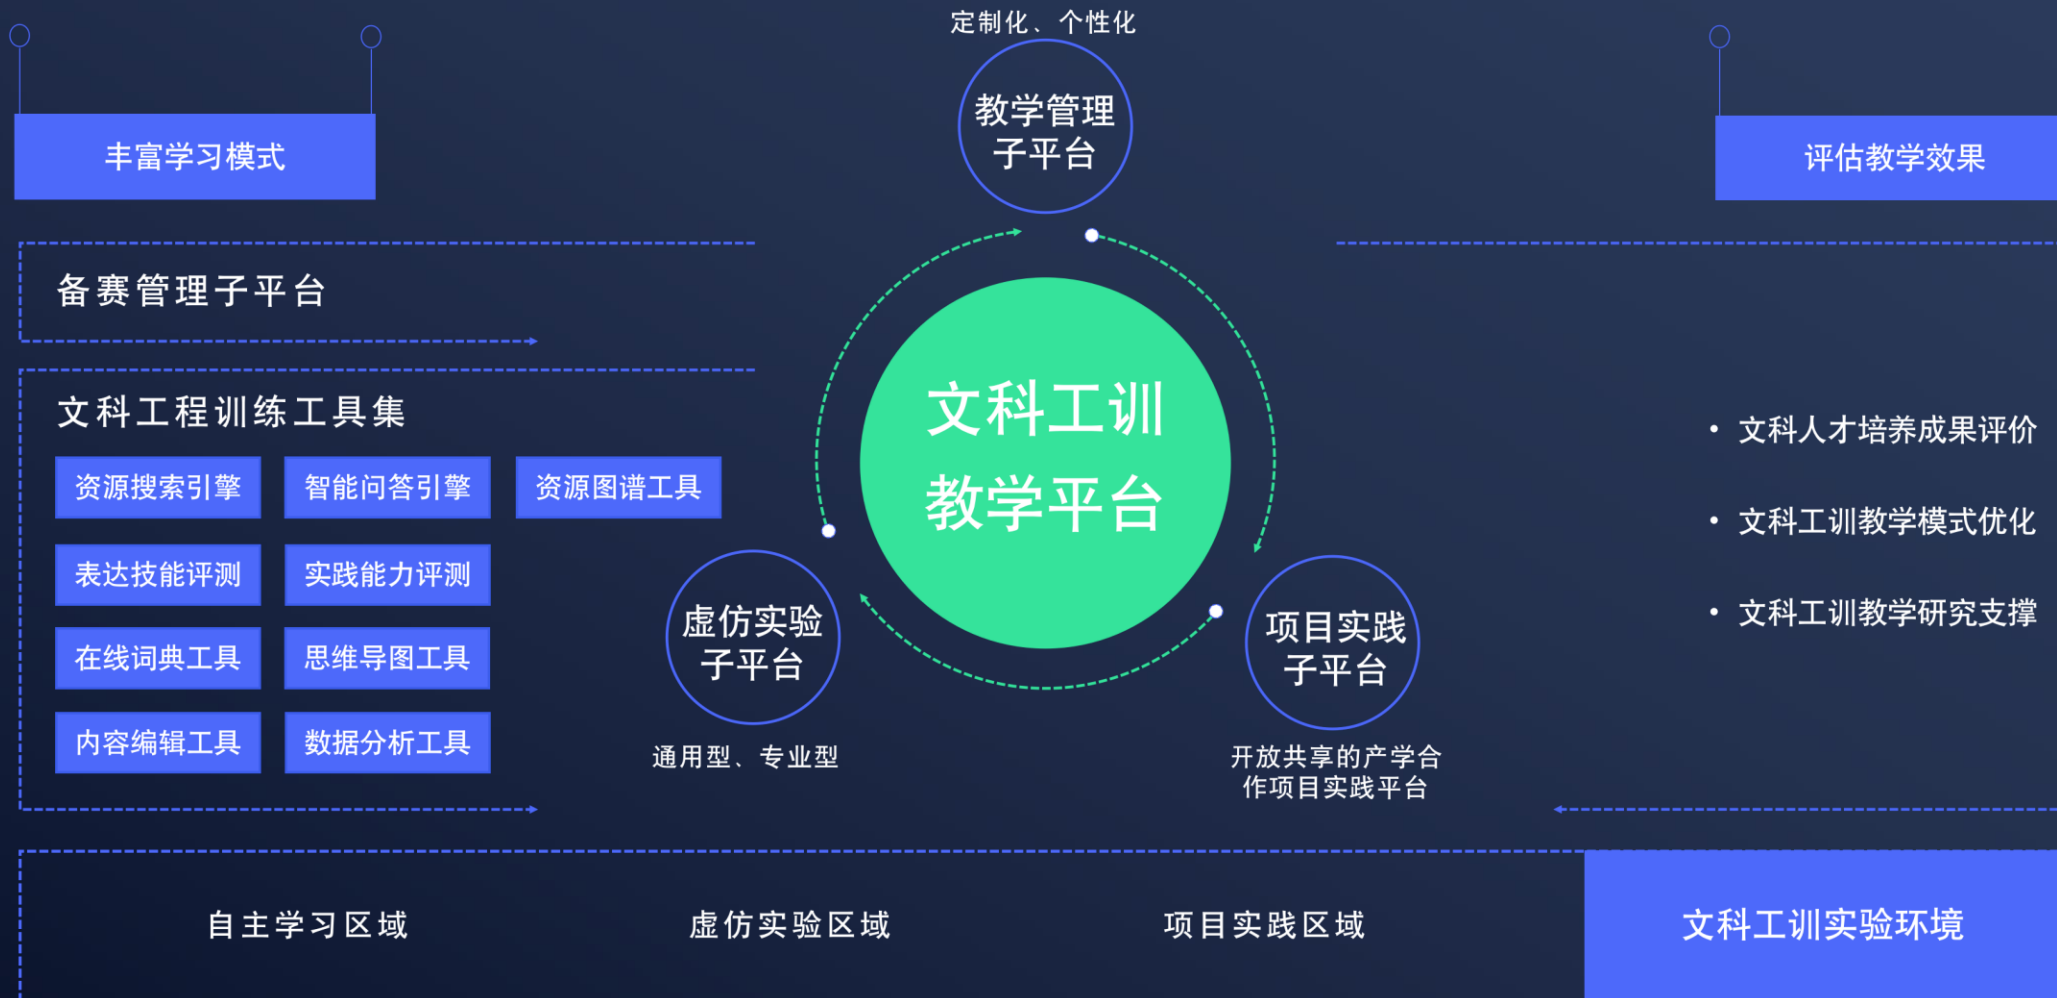 定制化、个性化
教学管理
子平台
丰富学习模式
评估教学效果
备赛管理子平台
文科工程训练工具集
资源搜索引擎
智能问答引擎
资源图谱工具
表达技能评测
实践能力评测
在线词典工具
思维导图工具
内容编辑工具
数据分析工具
文科工训
教学平台
虚仿实验
子平台
通用型、专业型
项目实践
子平台
开放共享的产学合
作项目实践平台
• 文科人才培养成果评价
• 文科工训教学模式优化
• 文科工训教学研究支撑
自主学习区域
虚仿实验区域
项目实践区域
文科工训实验环境